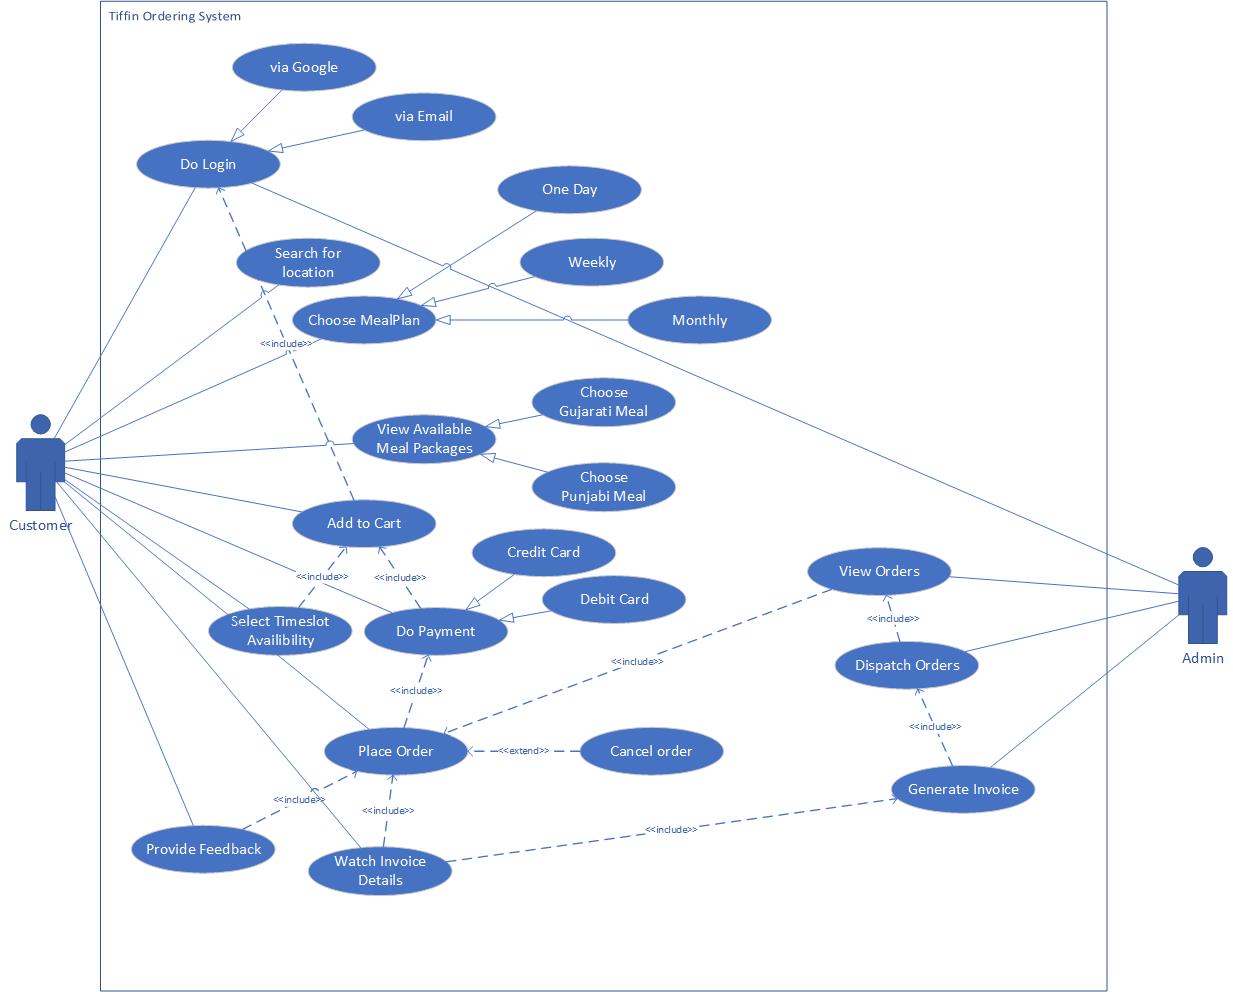 Tiffin Ordering System
via Google
via Email
Do Login
One Day
Search for
location
Weekly
Choose MealPlan
Monthly
<<include>>
Choose
Gujarati Meal
View Available
Meal Packages
Choose
Punjabi Meal
Customer
Add to Cart
Credit Card
View Orders
<<include>>
<<include>>
Debit Card
<<include>>
Select Timeslot
Availibility
Do Payment
Admin
<<include>>
Dispatch Orders
<<include>>
<<include>>
Place Order
<<extend>>
Cancel order
Generate Invoice
<<include>>
<<include>>
<<include>>
Provide Feedback
Watch Invoice
Details